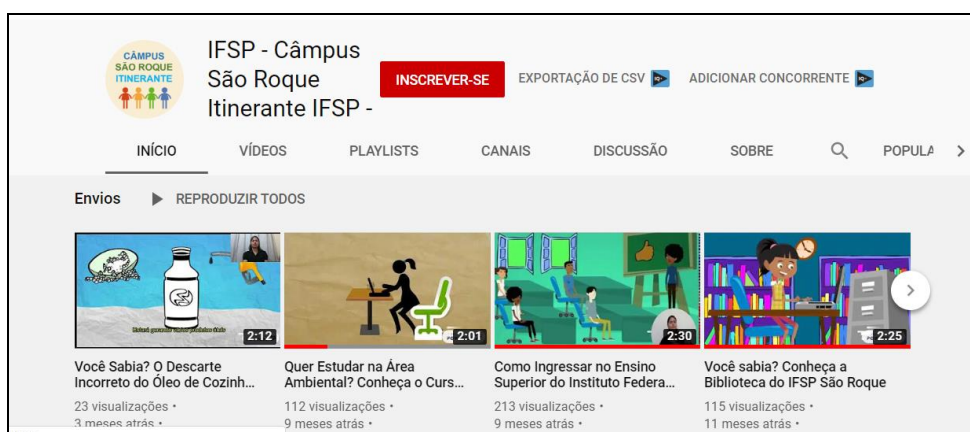 CÂMPUS
SÃO ROQUE
ITINERANTE
IFSP - Câmpus
São Roque
Itinerante IFSP -
INSCREVER-SE EXPORTAÇÃO DE CSV ADICIONAR CONCORRENTE
INÍCIO VÍDEOS PLAYLISTS CANAIS DISCUSSÃO SOBRE POPULA
Envios REPRODUZIR TODOS
2:12 2:01 2:30 2:25
Você Sabia? O Descarte
Incorreto do Óleo de Cozinh...
23 visualizações •
3 meses atrás •
Quer Estudar na Área
Ambiental? Conheça o Curs...
112 visualizações •
9 meses atrás •
Como Ingressar no Ensino
Superior do Instituto Federa...
213 visualizações •
9 meses atrás •
Você sabia? Conheça a
Biblioteca do IFSP São Roque
115 visualizações •
11 meses atrás •